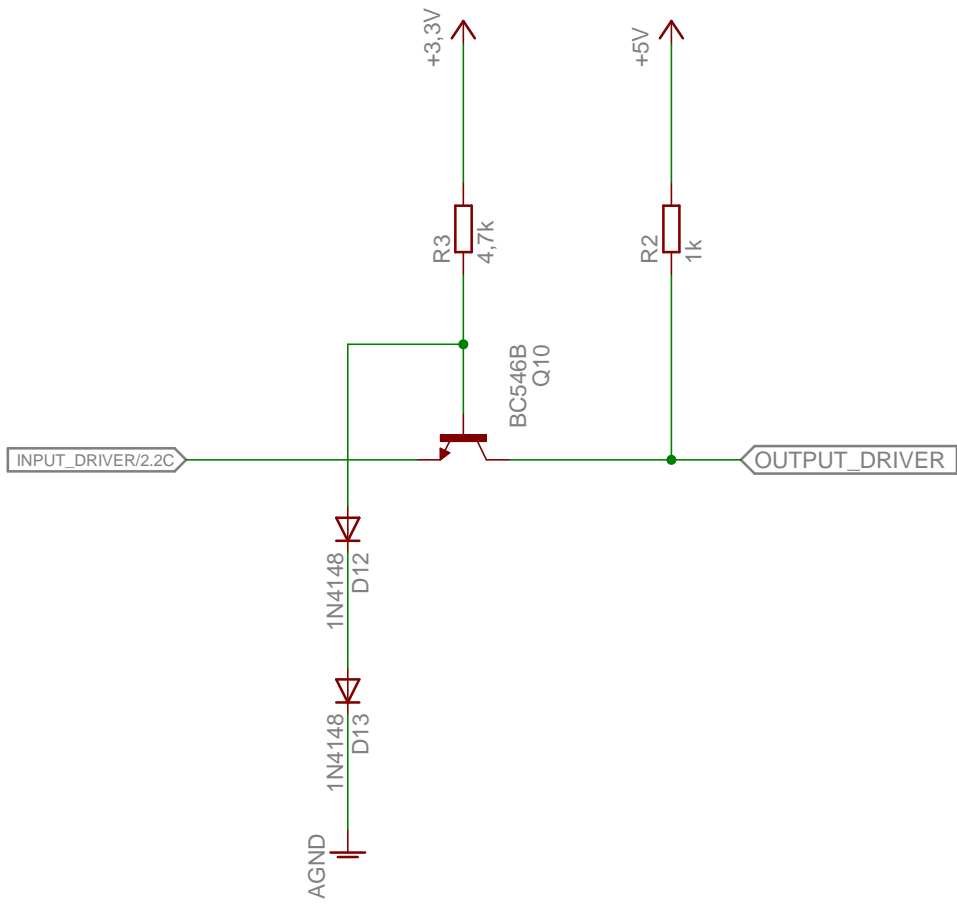 +3,3V
+5V
R3
4,7k
R2
1k
BC546B
Q10
INPUT_DRIVER/2.2C
OUTPUT_DRIVER
1N4148
D12
1N4148
D13
AGND